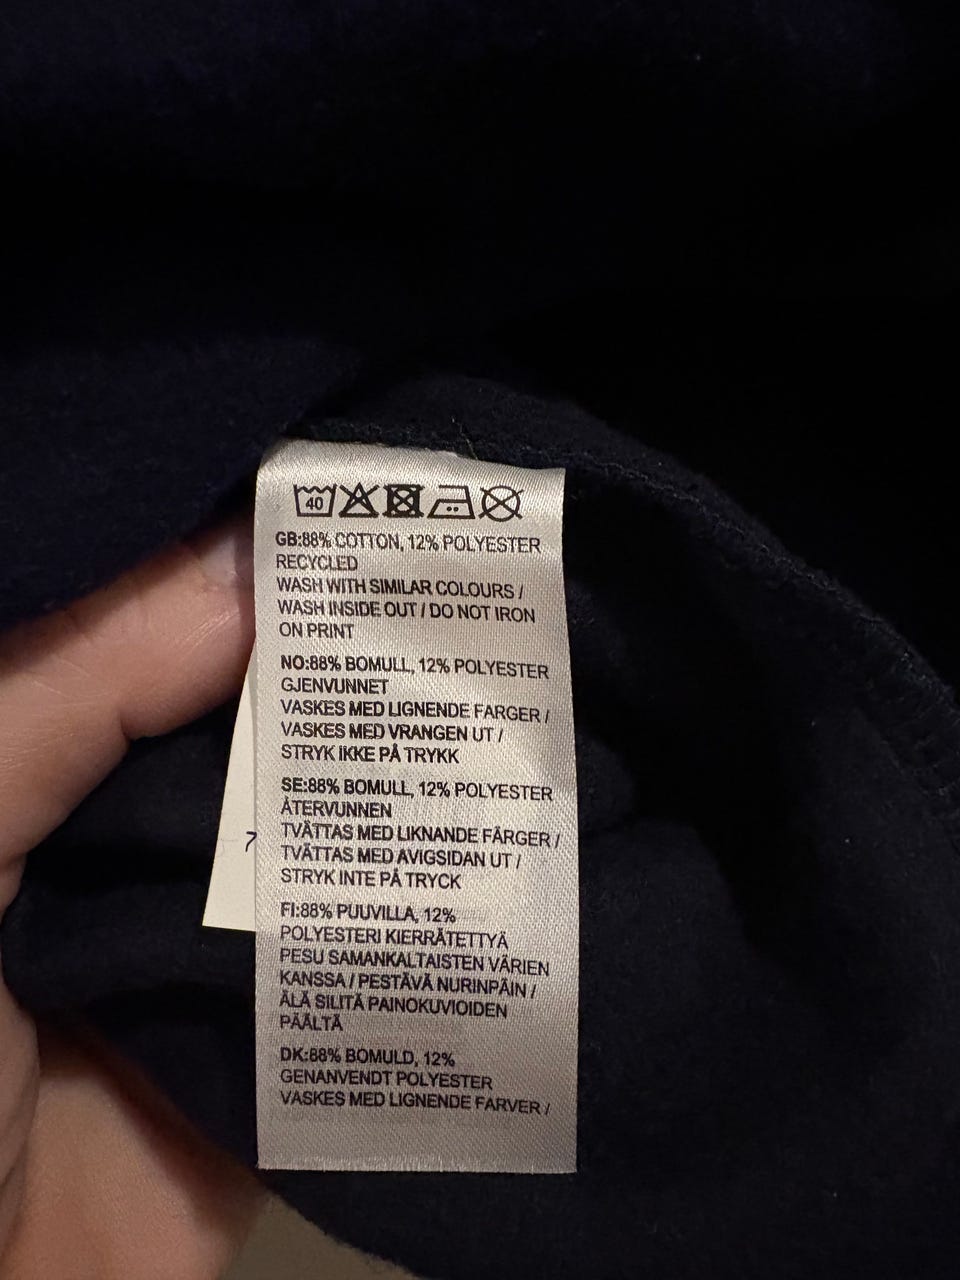 40
GB:88% COTTON, 12% POLYESTER
RECYCLED
WASH WITH SIMILAR COLOURS /
WASH INSIDE OUT / DO NOT IRON
ON PRINT
NO:88% BOMULL, 12% POLYESTER
GJENVUNNET
VASKES MED LIGNENDE FARGER /
VASKES MED VRANGEN UT /
STRYK IKKE PÅ TRYKK
SE:88% BOMULL, 12% POLYESTER
ÅTERVUNNEN
TVÄTTAS MED LIKNANDE FÄRGER /
TVÄTTAS MED AVIGSIDAN UT /
STRYK INTE PÅ TRYCK
FI:88% PUUVILLA, 12%
POLYESTERI KIERRÄTETTYÄ
PESU SAMANKALTAISTEN VÄRIEN
KANSSA / PESTÄVÄ NURINPÄIN /
ÄLÄ SILITÄ PAINOKUVIOIDEN
PÄÄLTÄ
DK:88% BOMULD, 12%
GENANVENDT POLYESTER
VASKES MED LIGNENDE FARVER /